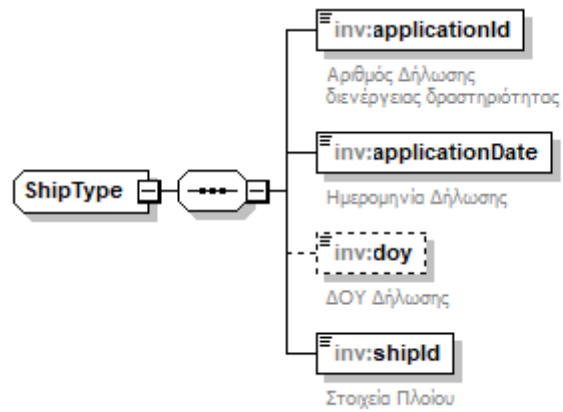 inv:applicationId
Αριθμός Δήλωσης
διενέργειας δραστηριότητας
ShipType
inv:applicationDate
Ημερομηνία Δήλωσης
inv:doy
ΔΟΥ Δήλωσης
inv:shipId
Στοιχεία Πλοίου